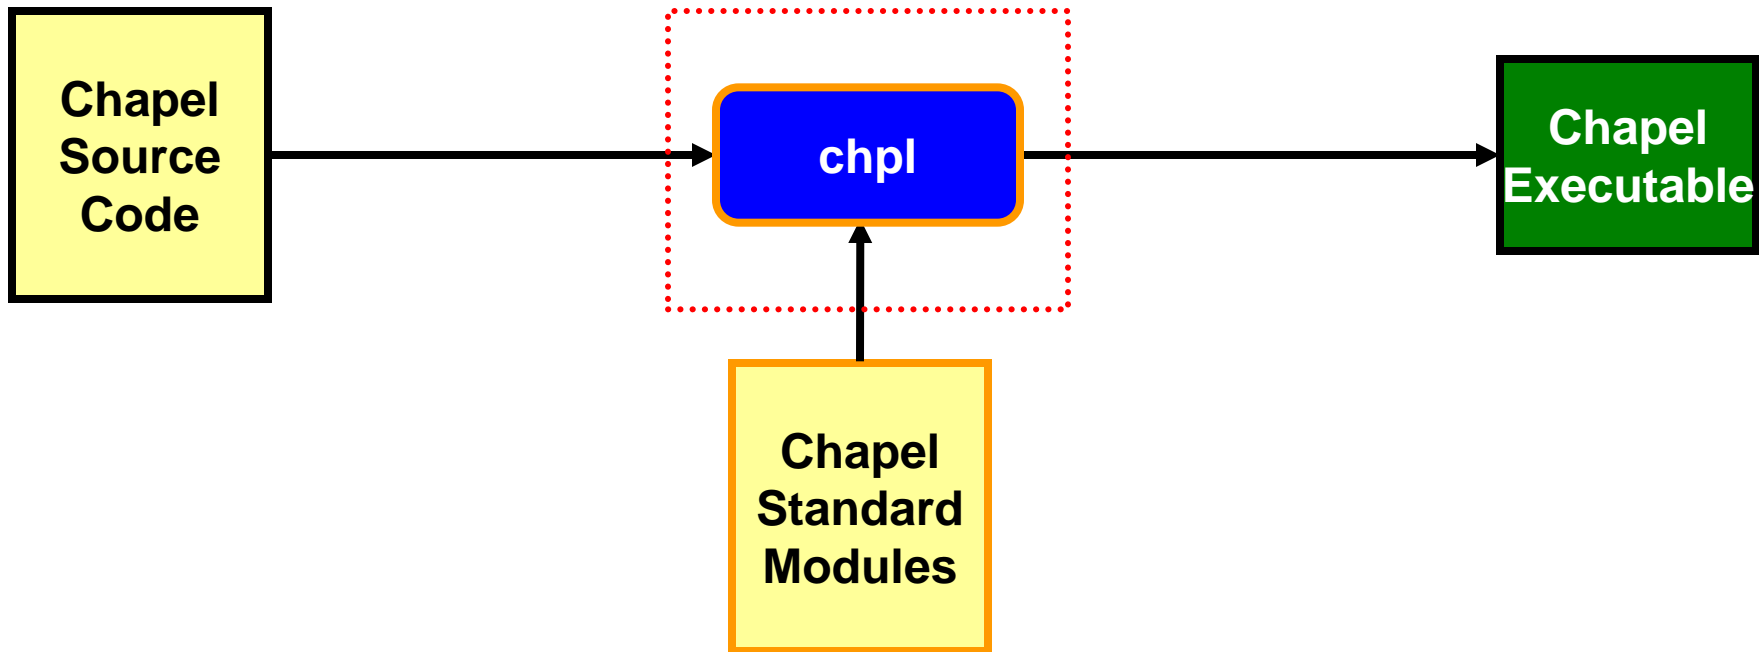 Chapel
Source
Code
chpl
Chapel
Executable
Chapel
Standard
Modules